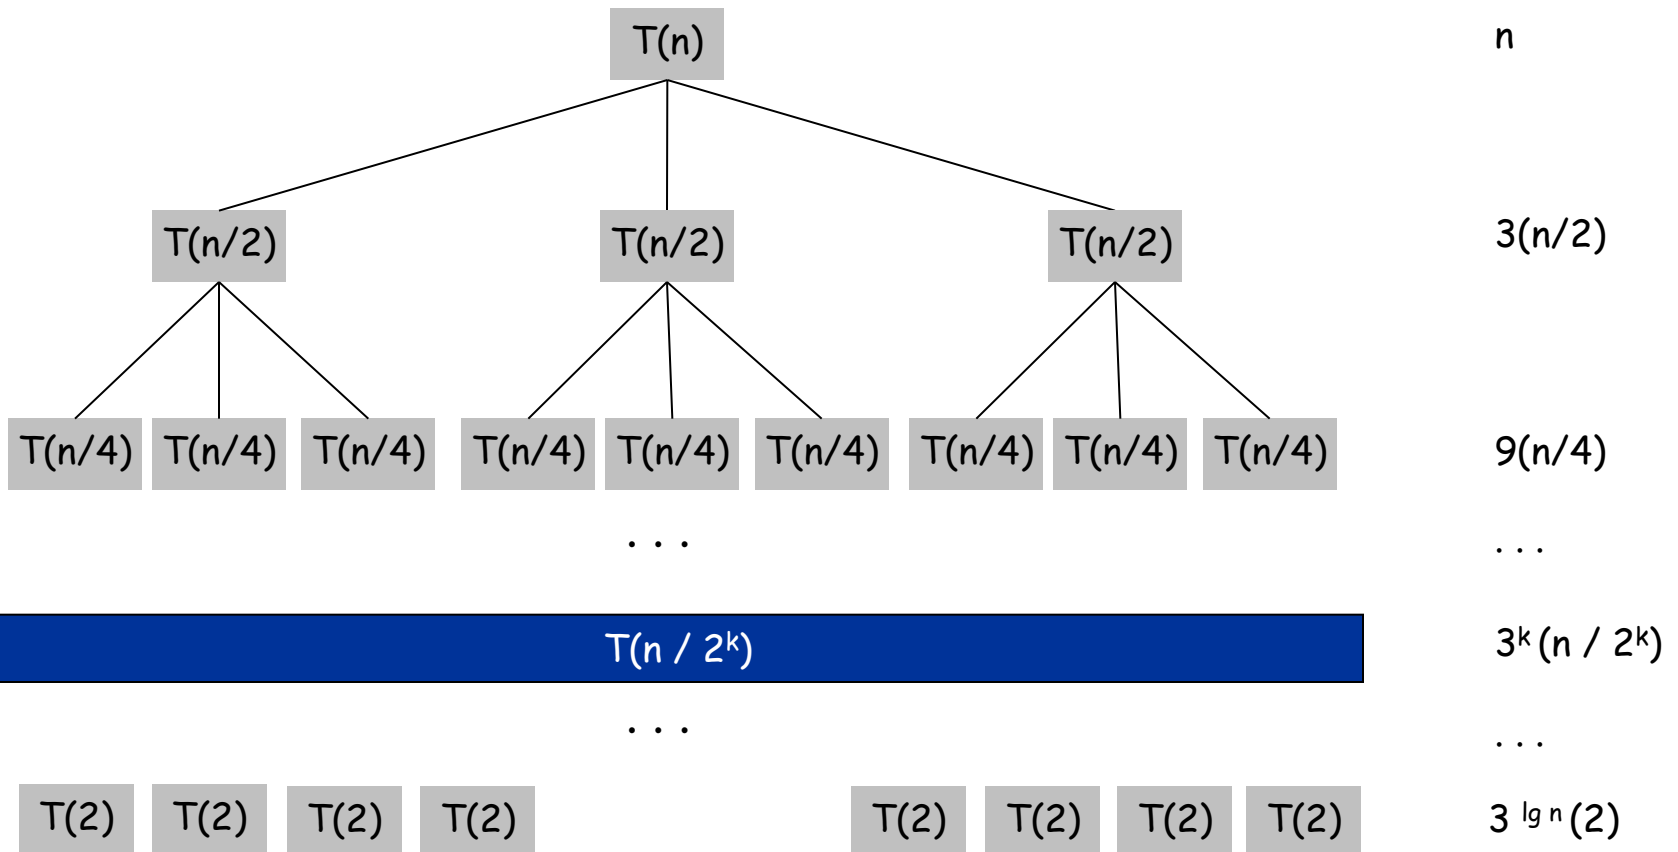 T(n) n
T(n/2) T(n/2) T(n/2) 3(n/2)
T(n/4) T(n/4) T(n/4) T(n/4) T(n/4) T(n/4) T(n/4) T(n/4) T(n/4) 9(n/4)
. . . . . .
T(n / 2ᵏ) 3ᵏ (n / 2ᵏ)
. . . . . .
T(2) T(2) T(2) T(2) T(2) T(2) T(2) T(2) 3 ˡᵍ ⁿ (2)